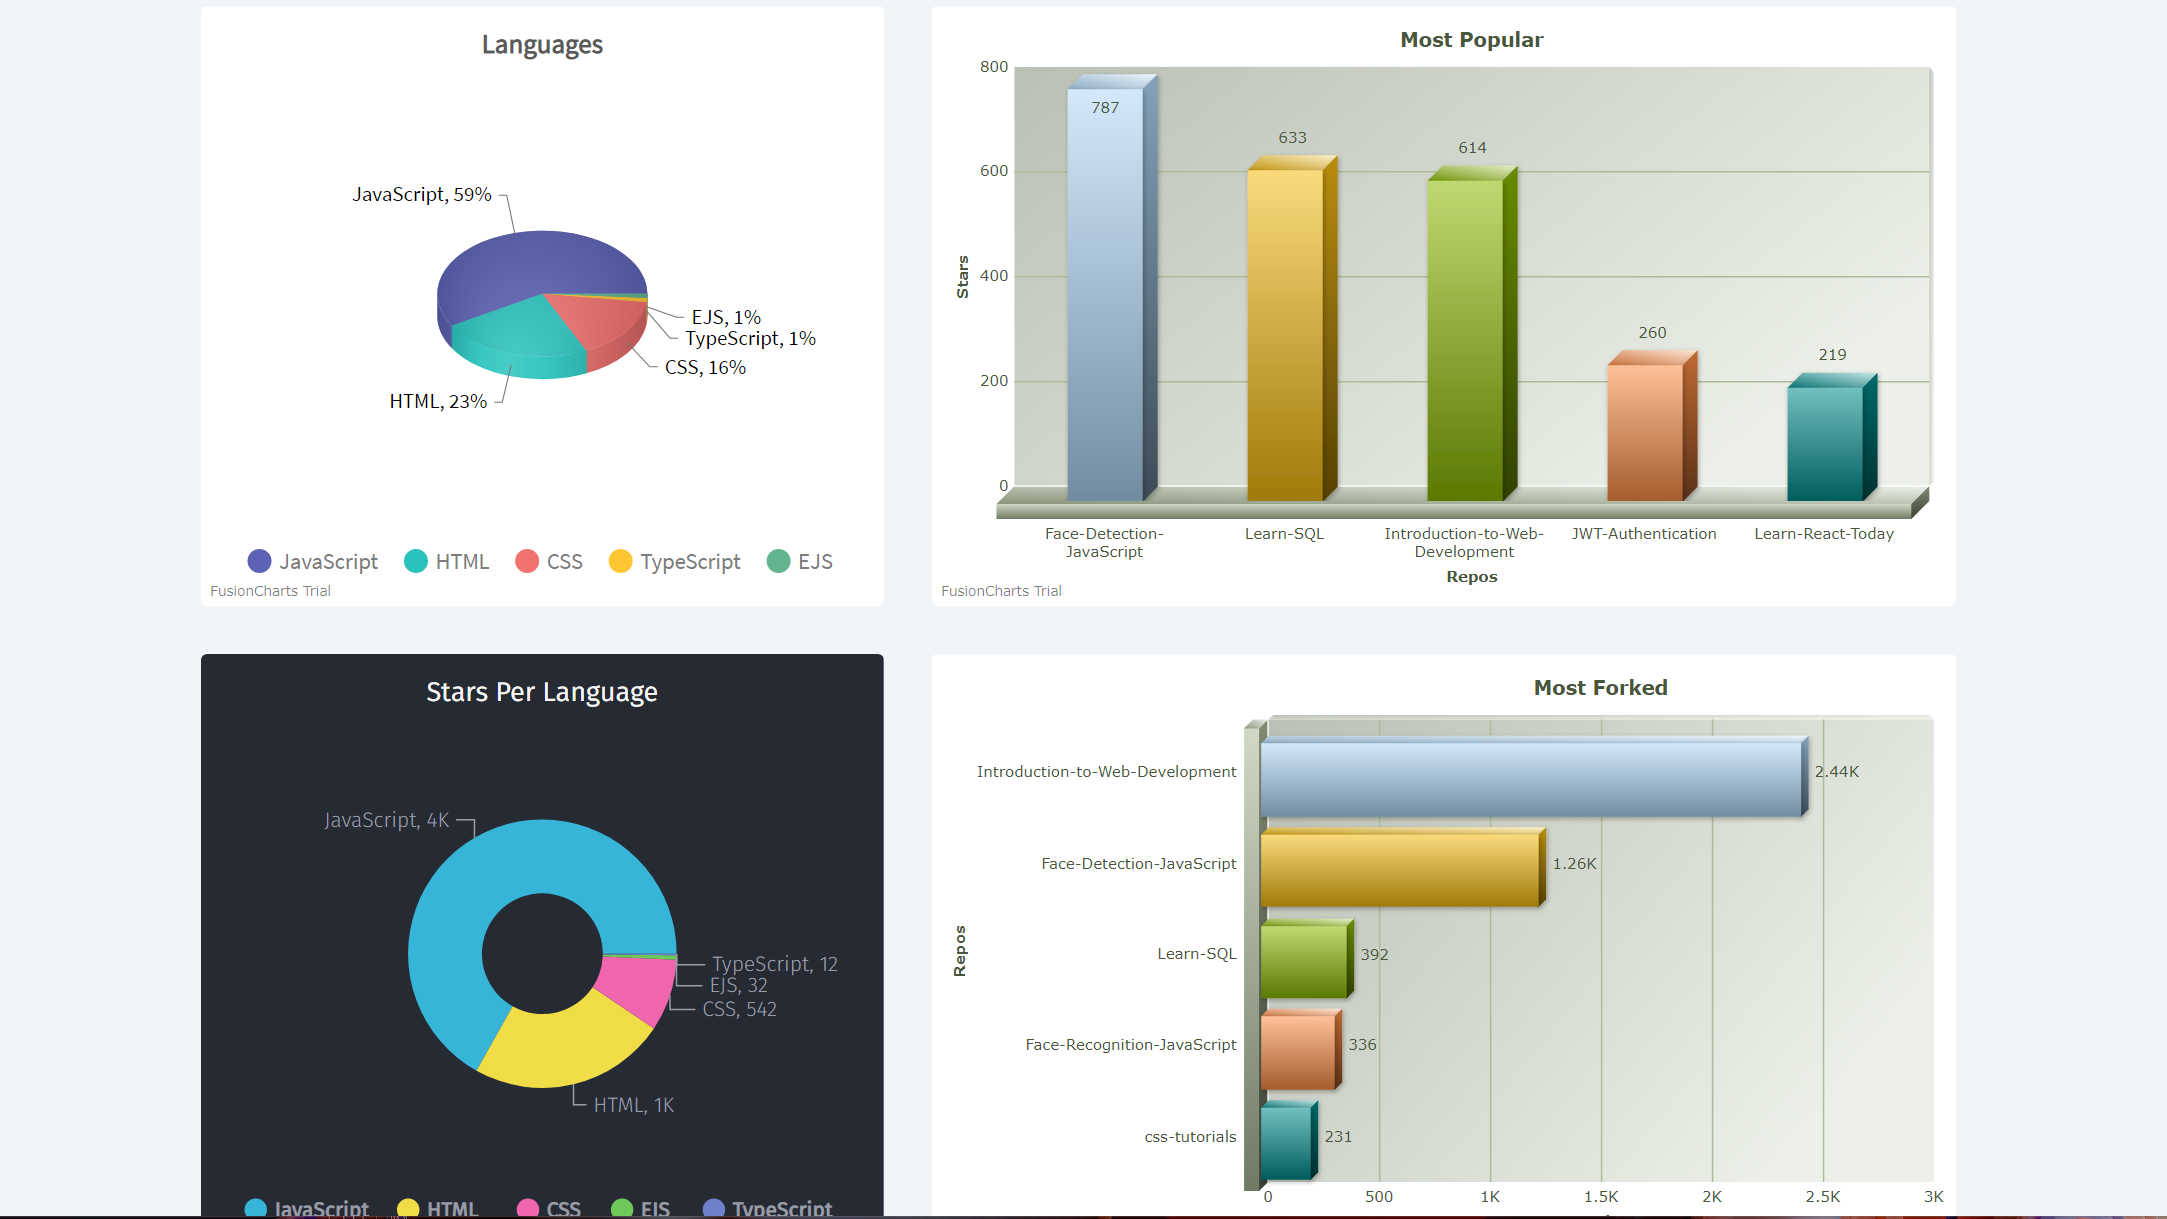 Languages
JavaScript, 59%
EJS, 1%
TypeScript, 1%
CSS, 16%
HTML, 23%
JavaScript HTML CSS TypeScript EJS
FusionCharts Trial
Most Popular
800
600
400
200
0
Stars
787
633
614
260
219
Face-Detection-
JavaScript
Learn-SQL
Introduction-to-Web-
Development
JWT-Authentication
Learn-React-Today
Repos
FusionCharts Trial
Stars Per Language
JavaScript, 4K
TypeScript, 12
EJS, 32
CSS, 542
HTML, 1K
JavaScript HTML CSS EJS TypeScript
Most Forked
Repos
Introduction-to-Web-Development
2.44K
Face-Detection-JavaScript
1.26K
Learn-SQL
392
Face-Recognition-JavaScript
336
css-tutorials
231
0 500 1K 1.5K 2K 2.5K 3K